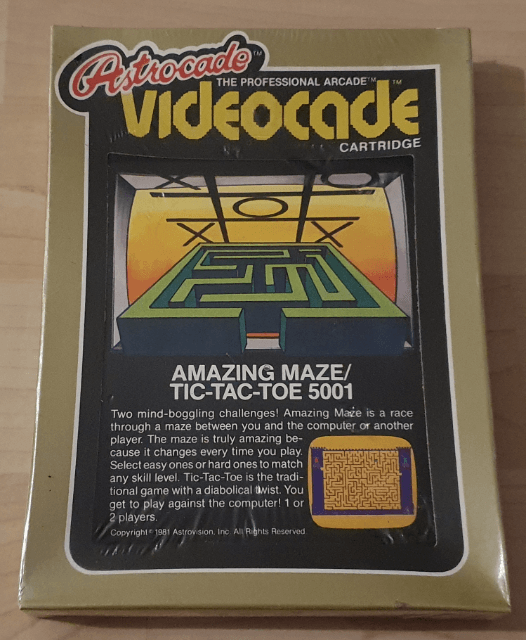 Astrocade™
THE PROFESSIONAL ARCADE™ ™
VIDEOCADE
CARTRIDGE
AMAZING MAZE/
TIC-TAC-TOE 5001
Two mind-boggling challenges! Amazing Maze is a race
through a maze between you and the computer or another
player. The maze is truly amazing be-
cause it changes every time you play.
Select easy ones or hard ones to match
any skill level. Tic-Tac-Toe is the tradi-
tional game with a diabolical twist. You
get to play against the computer! 1 or
2 players.
Copyright © 1981 Astrovision, Inc. All Rights Reserved